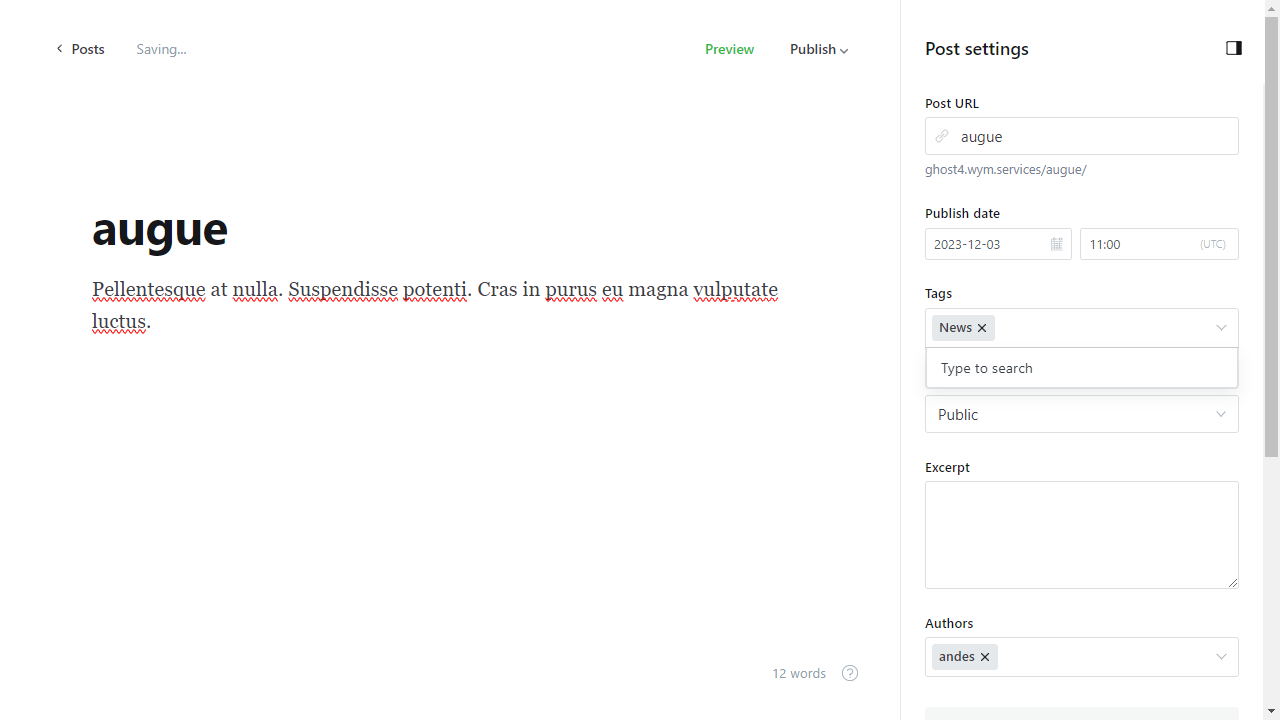 Posts
Saving...
Preview
Publish
Post settings
Post URL
augue
ghost4.wym.services/augue/
Publish date
2023-12-03
11:00
(UTC)
Tags
News
Type to search
Public
Excerpt
Authors
andes
augue
Pellentesque at nulla. Suspendisse potenti. Cras in purus eu magna vulputate
luctus.
12 words
?